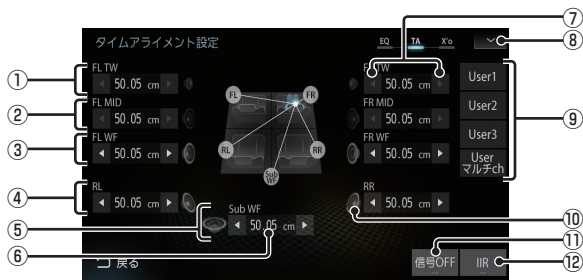 ⑦
タイムアライメント設定 EQ TA X'o ⑧
① FL TW FR TW
50.05 cm 50.05 cm User1
② FL MID FL FR FR MID
50.05 cm 50.05 cm User2 ⑨
③ FL WF FR WF User3
50.05 cm RL RR 50.05 cm User
マルチch
Sub
WF
④ RL RR
50.05 cm 50.05 cm
⑤ Sub WF ⑩
⑥ 50.05 cm ⑪
戻る 信号OFF IIR ⑫